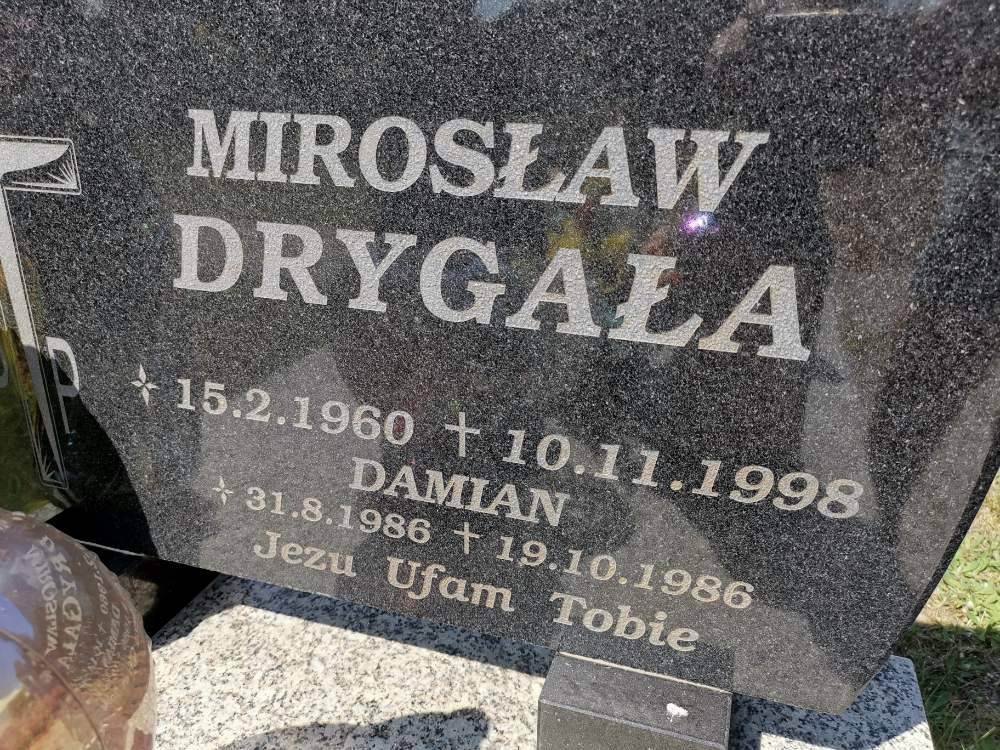 MIROSŁAW
DRYGAŁA
15.2.1960 † 10.11.1998
DAMIAN
31.8.1986 † 19.10.1986
Jezu Ufam Tobie
P